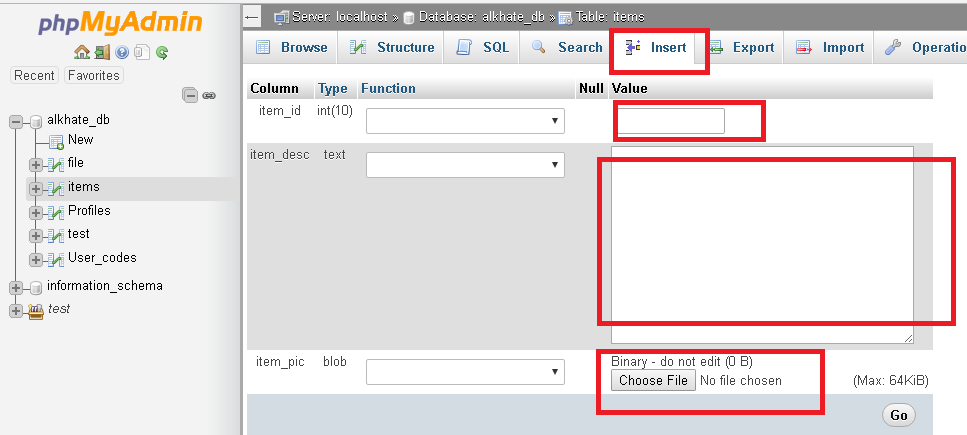 phpMyAdmin
Recent Favorites
alkhate_db
New
file
items
Profiles
test
User_codes
information_schema
test
Server: localhost » Database: alkhate_db » Table: items
Browse Structure SQL Search Insert Export Import Operatio
Column Type Function Null Value
item_id int(10)
item_desc text
item_pic blob Binary - do not edit (0 B)
Choose File No file chosen (Max: 64KiB)
Go